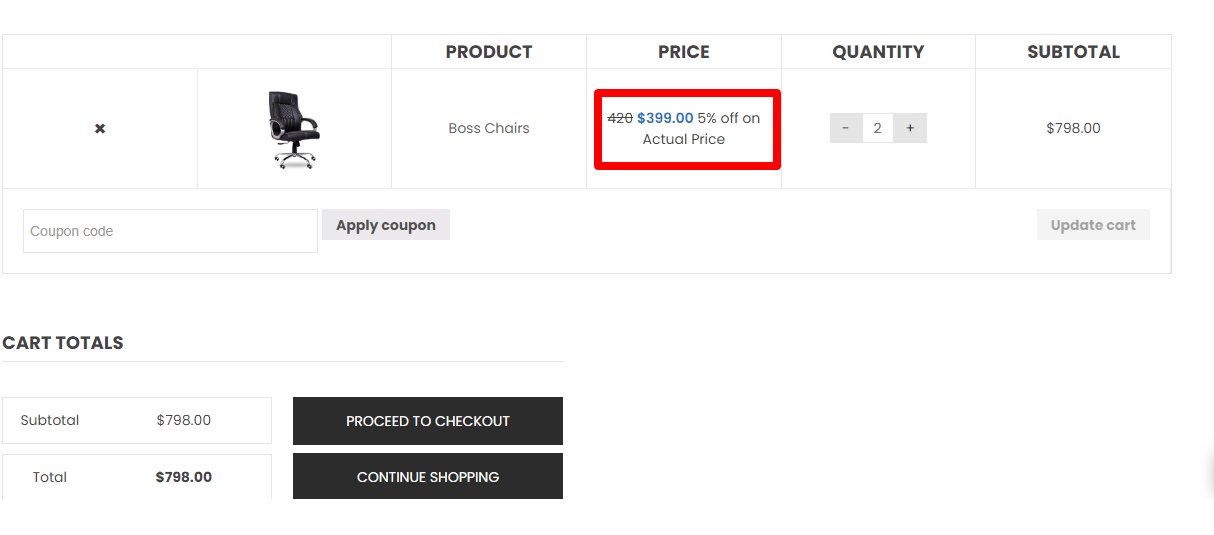 PRODUCT PRICE QUANTITY SUBTOTAL
✖ Boss Chairs 420 $399.00 5% off on
Actual Price
- 2 + $798.00
Coupon code Apply coupon Update cart
CART TOTALS
Subtotal $798.00 PROCEED TO CHECKOUT
Total $798.00 CONTINUE SHOPPING